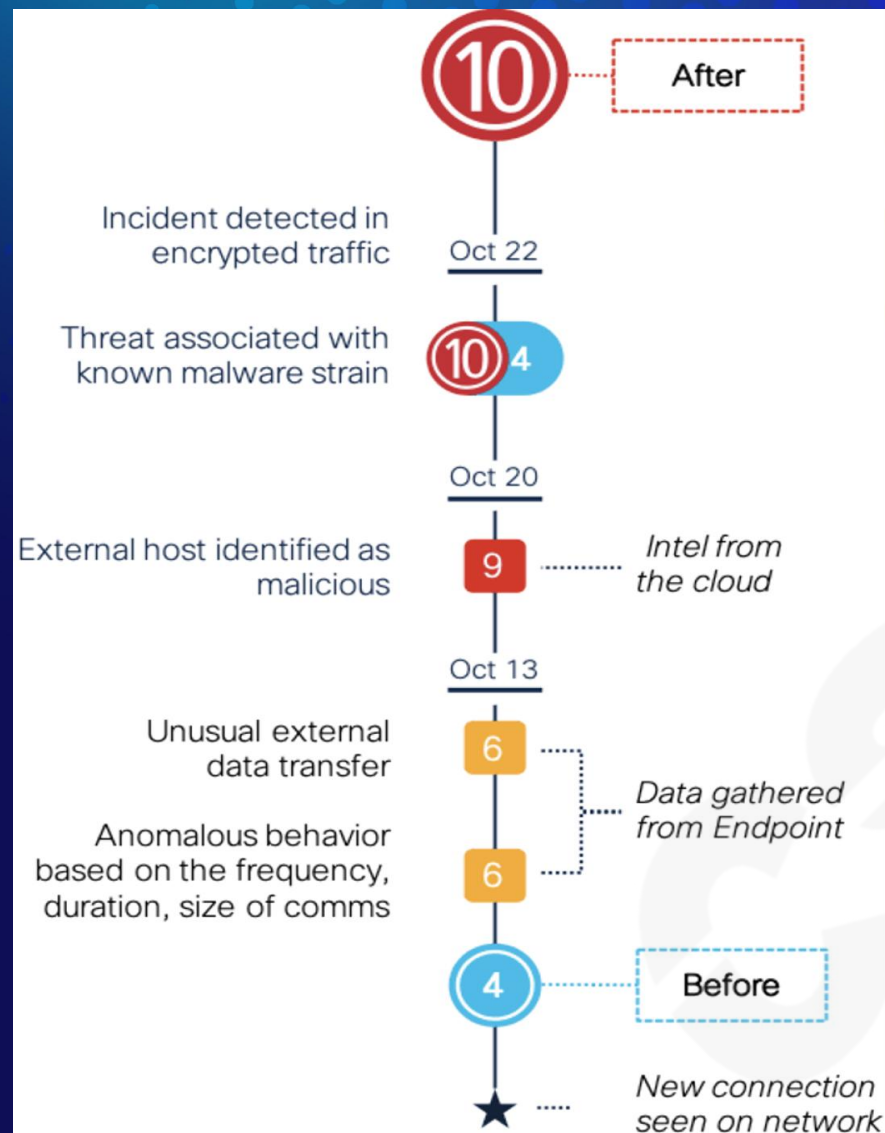 10
After
Incident detected in
encrypted traffic
Oct 22
Threat associated with
known malware strain
10 4
Oct 20
External host identified as
malicious
9
Intel from
the cloud
Oct 13
Unusual external
data transfer
6
Data gathered
from Endpoint
Anomalous behavior
based on the frequency,
duration, size of comms
6
4
Before
New connection
seen on network